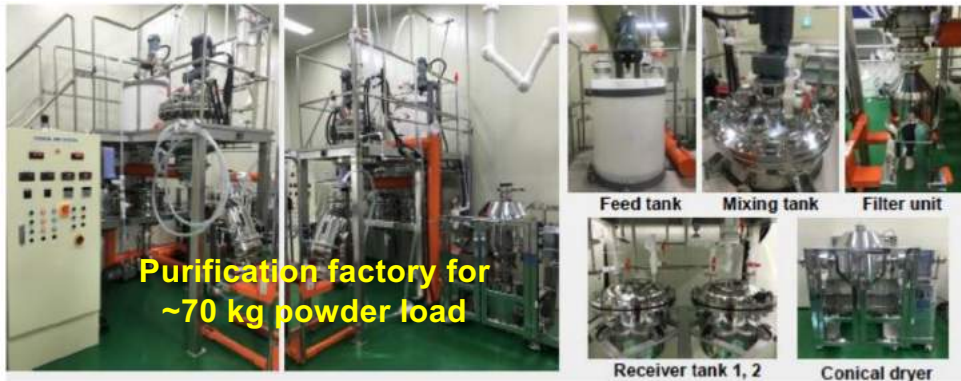 Feed tank
Mixing tank
Filter unit
Purification factory for
~70 kg powder load
Receiver tank 1, 2
Conical dryer